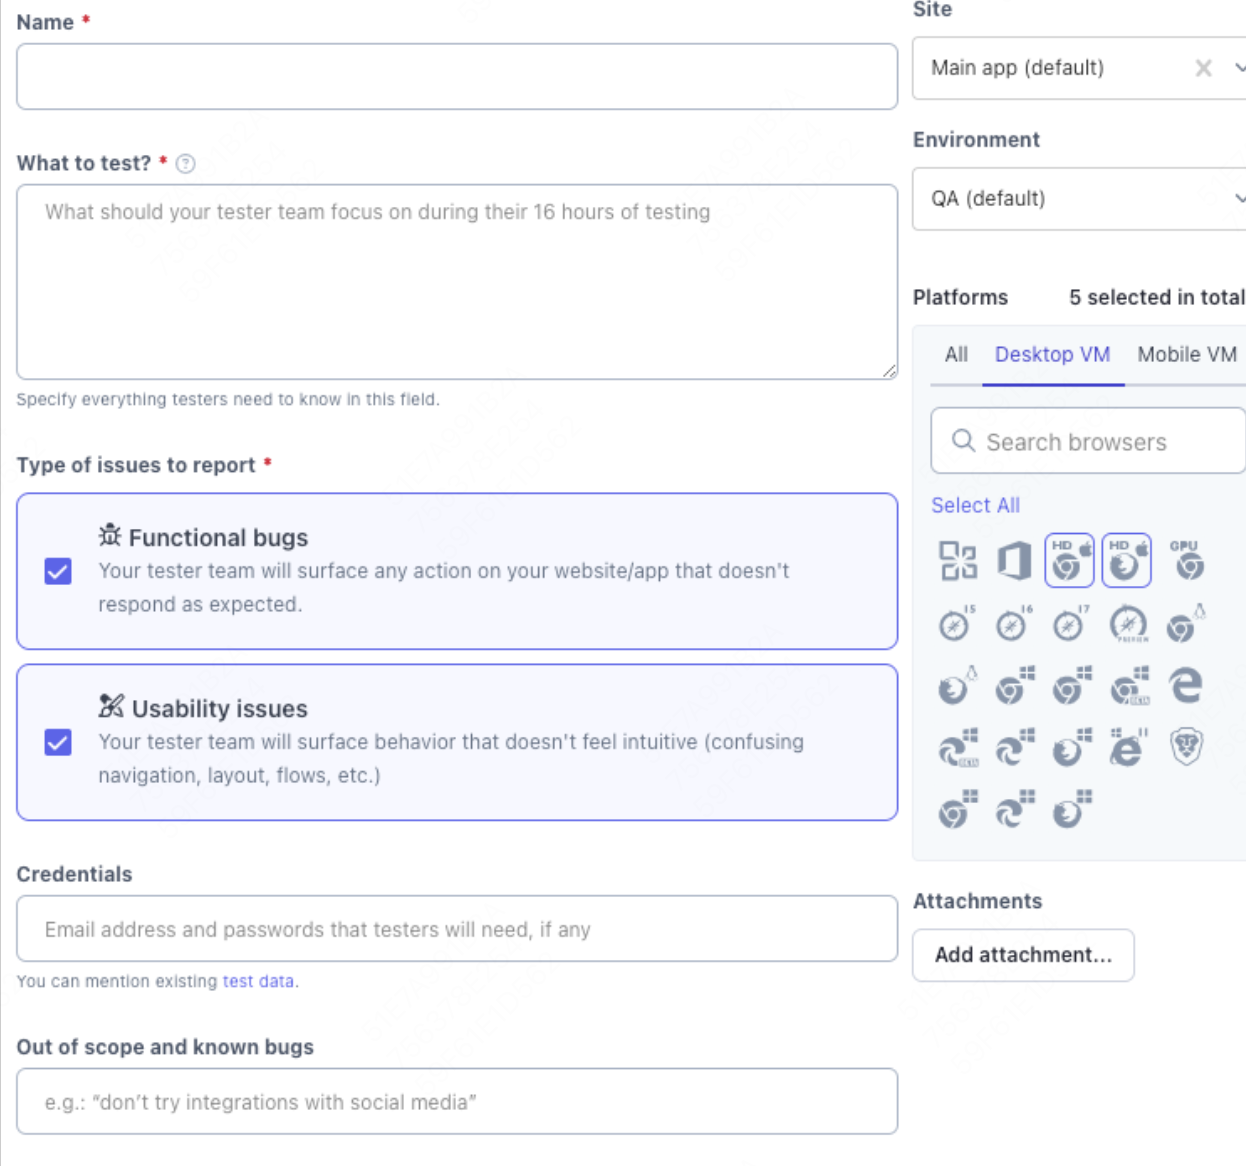 Name *
What to test? * ?
What should your tester team focus on during their 16 hours of testing
Specify everything testers need to know in this field.
Type of issues to report *
Functional bugs
Your tester team will surface any action on your website/app that doesn't
respond as expected.
Usability issues
Your tester team will surface behavior that doesn't feel intuitive (confusing
navigation, layout, flows, etc.)
Credentials
Email address and passwords that testers will need, if any
You can mention existing test data.
Out of scope and known bugs
e.g.: “don’t try integrations with social media”
Site
Main app (default)
Environment
QA (default)
Platforms 5 selected in total
All Desktop VM Mobile VM
Search browsers
Select All
HD HD GPU
15 16 17 PREVIEW
BETA
BETA 11
Attachments
Add attachment...